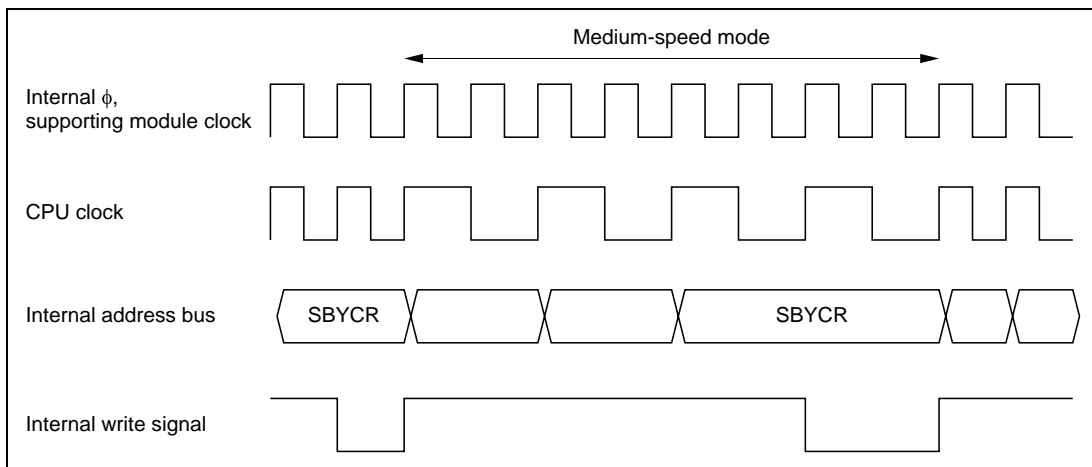 Medium-speed mode
Internal ϕ,
supporting module clock
CPU clock
Internal address bus
SBYCR
SBYCR
Internal write signal